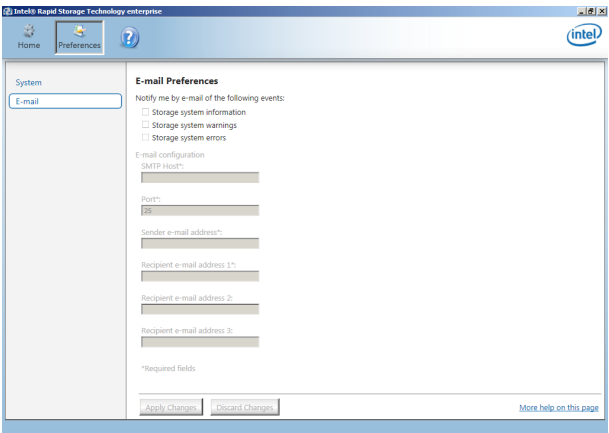 Intel® Rapid Storage Technology enterprise
Home
Preferences
?
intel
System
E-mail
E-mail Preferences
Notify me by e-mail of the following events:
Storage system information
Storage system warnings
Storage system errors
E-mail configuration
SMTP Host*:
Port*:
25
Sender e-mail address*:
Recipient e-mail address 1*:
Recipient e-mail address 2:
Recipient e-mail address 3:
*Required fields
Apply Changes
Discard Changes
More help on this page